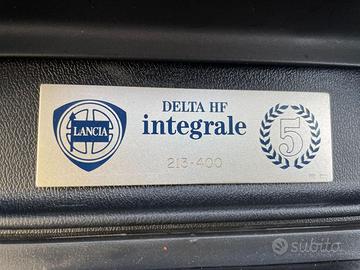 LANCIA
DELTA HF
integrale
213-400
5
subito